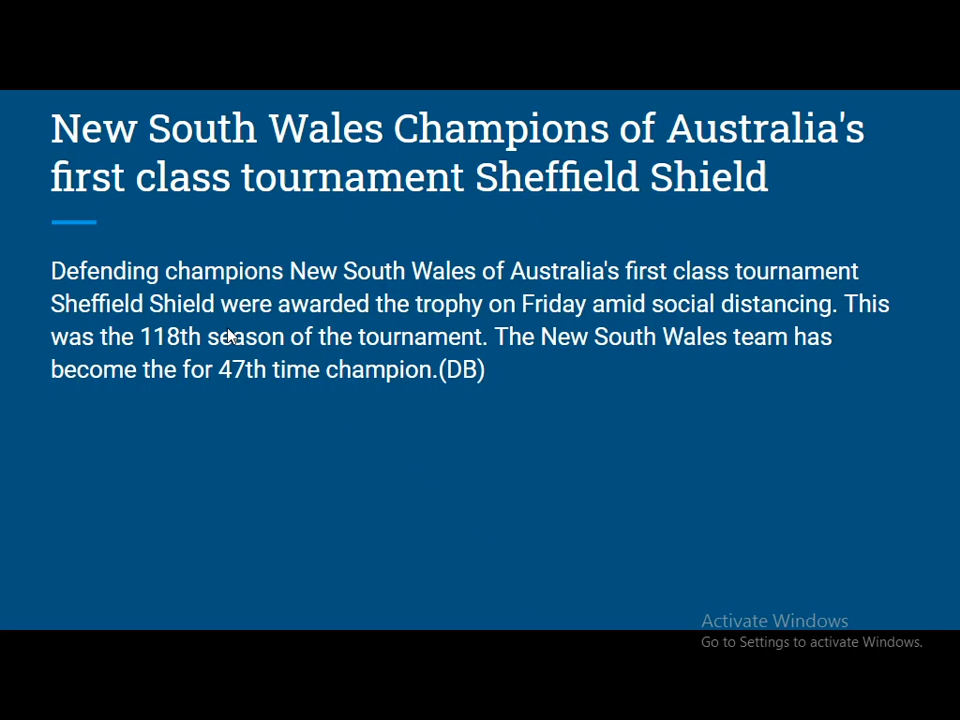 New South Wales Champions of Australia's
first class tournament Sheffield Shield
Defending champions New South Wales of Australia's first class tournament
Sheffield Shield were awarded the trophy on Friday amid social distancing. This
was the 118th season of the tournament. The New South Wales team has
become the for 47th time champion.(DB)
Activate Windows
Go to Settings to activate Windows.